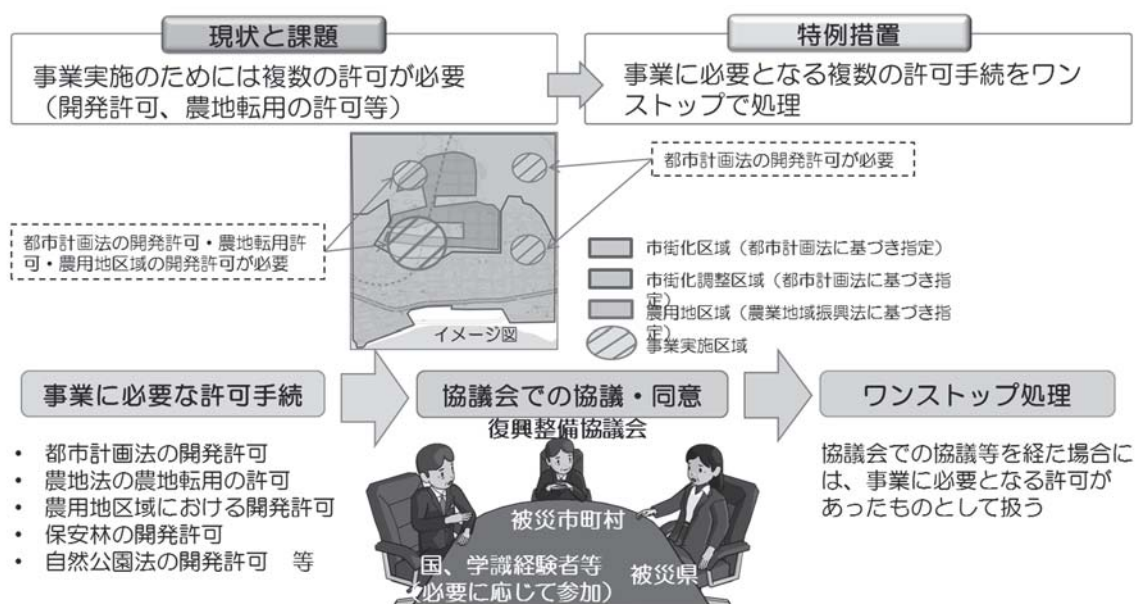 現状と課題
事業実施のためには複数の許可が必要
（開発許可、農地転用の許可等）
特例措置
事業に必要となる複数の許可手続をワン
ストップで処理
都市計画法の開発許可が必要
都市計画法の開発許可・農地転用許
可・農用地区域の開発許可が必要
イメージ図
市街化区域（都市計画法に基づき指定）
市街化調整区域（都市計画法に基づき指
定）
農用地区域（農業地域振興法に基づき指
定）
事業実施区域
事業に必要な許可手続
• 都市計画法の開発許可
• 農地法の農地転用の許可
• 農用地区域における開発許可
• 保安林の開発許可
• 自然公園法の開発許可　等
協議会での協議・同意
復興整備協議会
被災市町村
国、学識経験者等
（必要に応じて参加）
被災県
ワンストップ処理
協議会での協議等を経た場合に
は、事業に必要となる許可が
あったものとして扱う